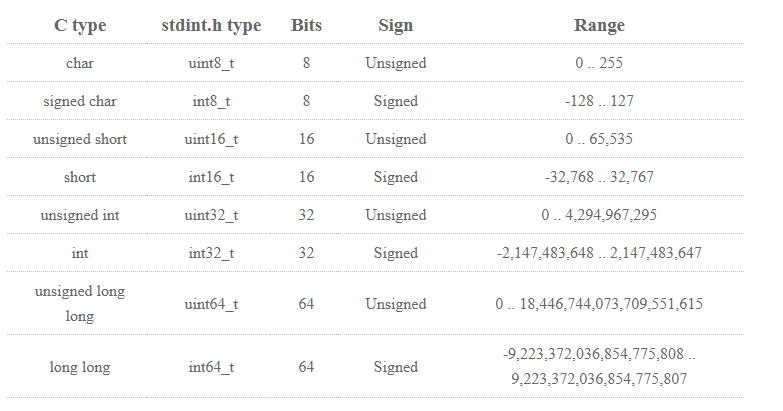 C type stdint.h type Bits Sign Range
char uint8_t 8 Unsigned 0 .. 255
signed char int8_t 8 Signed -128 .. 127
unsigned short uint16_t 16 Unsigned 0 .. 65,535
short int16_t 16 Signed -32,768 .. 32,767
unsigned int uint32_t 32 Unsigned 0 .. 4,294,967,295
int int32_t 32 Signed -2,147,483,648 .. 2,147,483,647
unsigned long
long uint64_t 64 Unsigned 0 .. 18,446,744,073,709,551,615
long long int64_t 64 Signed -9,223,372,036,854,775,808 ..
9,223,372,036,854,775,807